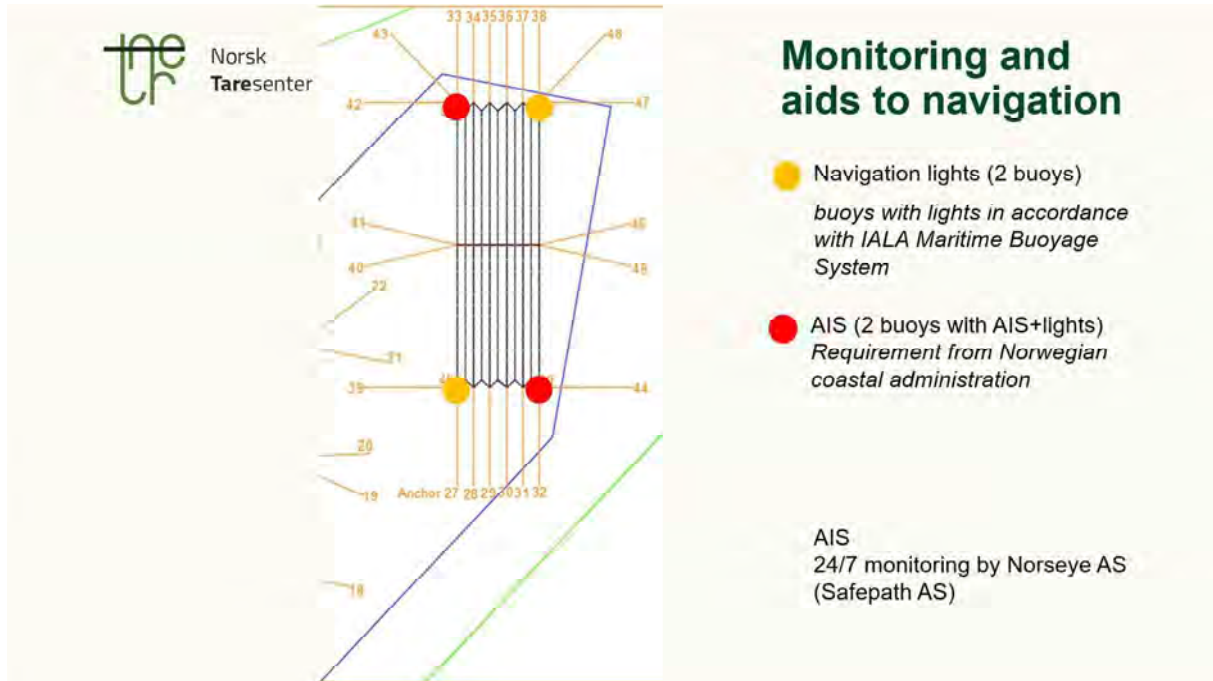 Norsk
Taresenter
Monitoring and
aids to navigation
Navigation lights (2 buoys)
buoys with lights in accordance
with IALA Maritime Buoyage
System
AIS (2 buoys with AIS+lights)
Requirement from Norwegian
coastal administration
AIS
24/7 monitoring by Norseye AS
(Safepath AS)
33 34 35 36 37 38
43
48
42
47
41
40
22
21
39
44
20
19
Anchor 27 28 29 30 31 32
18